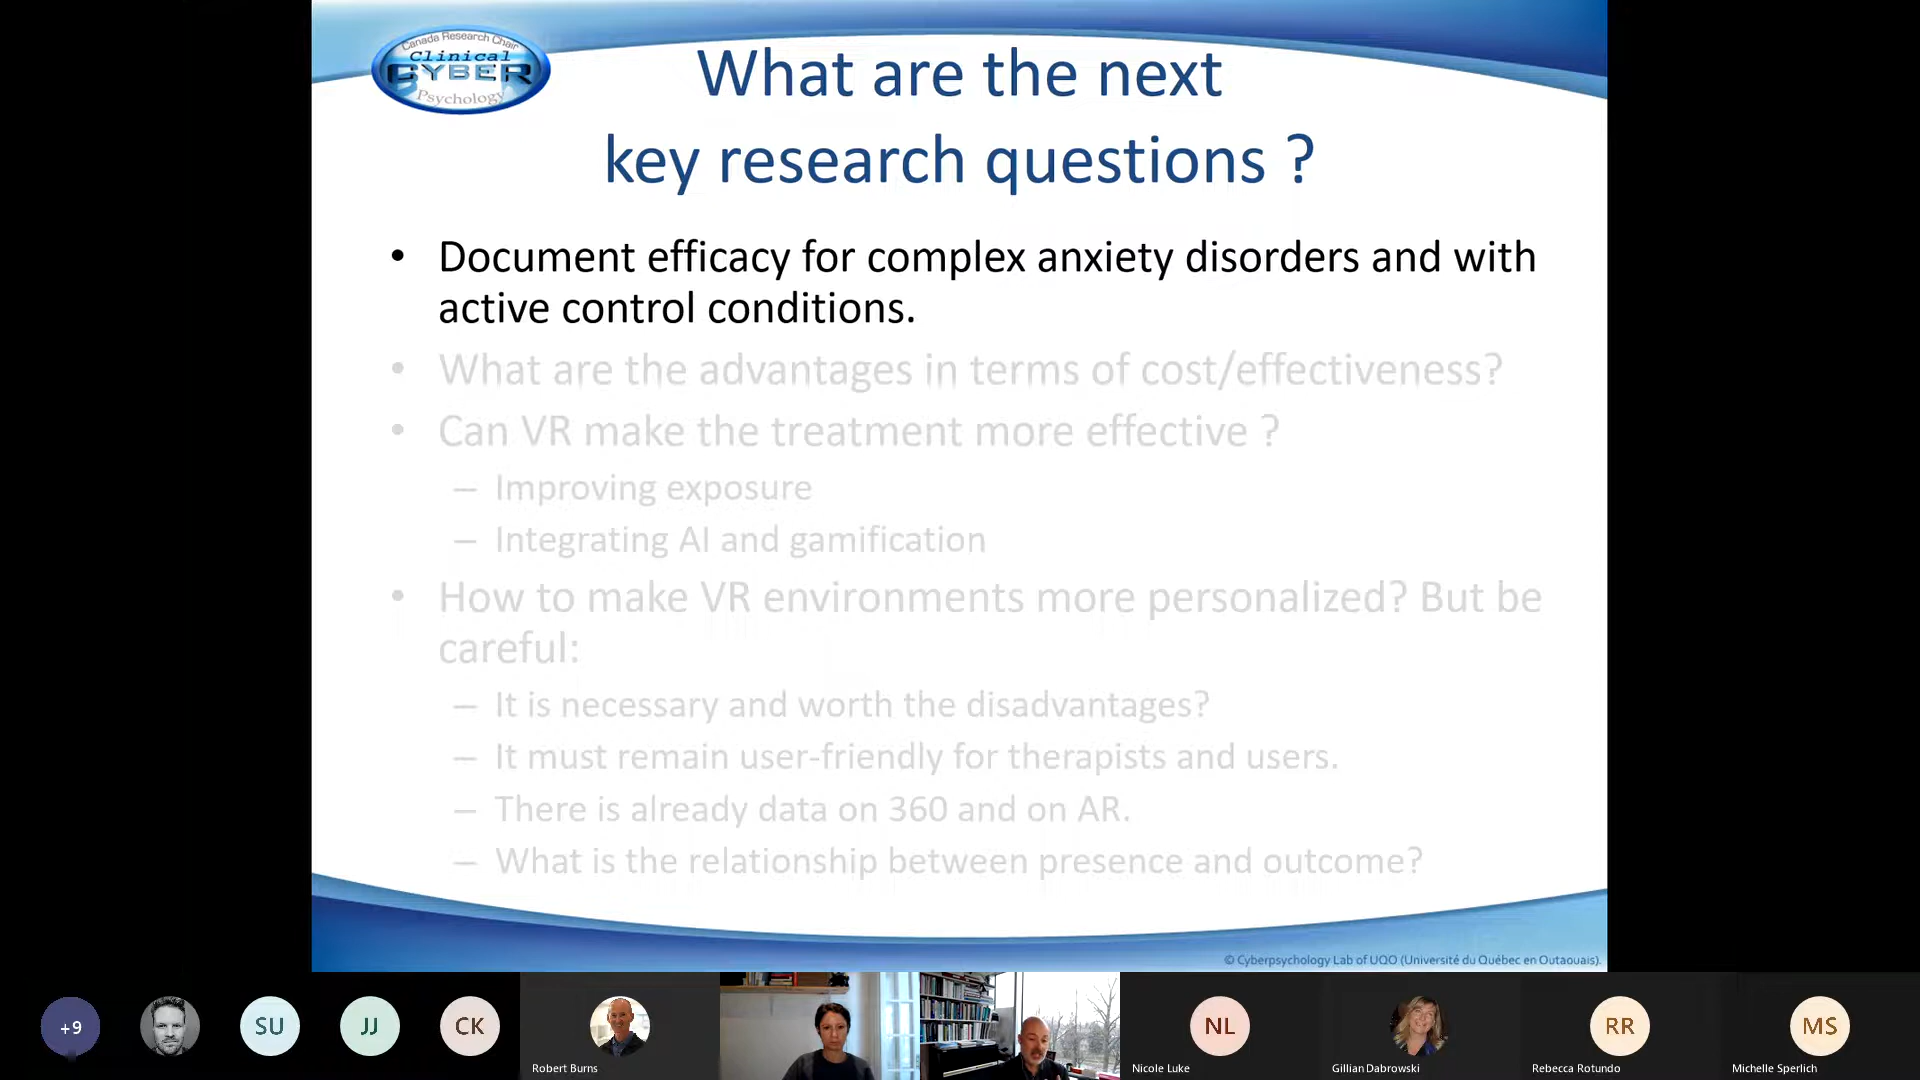 Canada Research Chair
Clinical
CYBER
Psychology
What are the next
key research questions ?
• Document efficacy for complex anxiety disorders and with
active control conditions.
• What are the advantages in terms of cost/effectiveness?
• Can VR make the treatment more effective ?
– Improving exposure
– Integrating AI and gamification
• How to make VR environments more personalized? But be
careful:
– It is necessary and worth the disadvantages?
– It must remain user-friendly for therapists and users.
– There is already data on 360 and on AR.
– What is the relationship between presence and outcome?
© Cyberpsychology Lab of UQO (Université du Québec en Outaouais).
+9
SU
JJ
CK
Robert Burns
NL
Nicole Luke
Gillian Dabrowski
RR
Rebecca Rotundo
MS
Michelle Sperlich